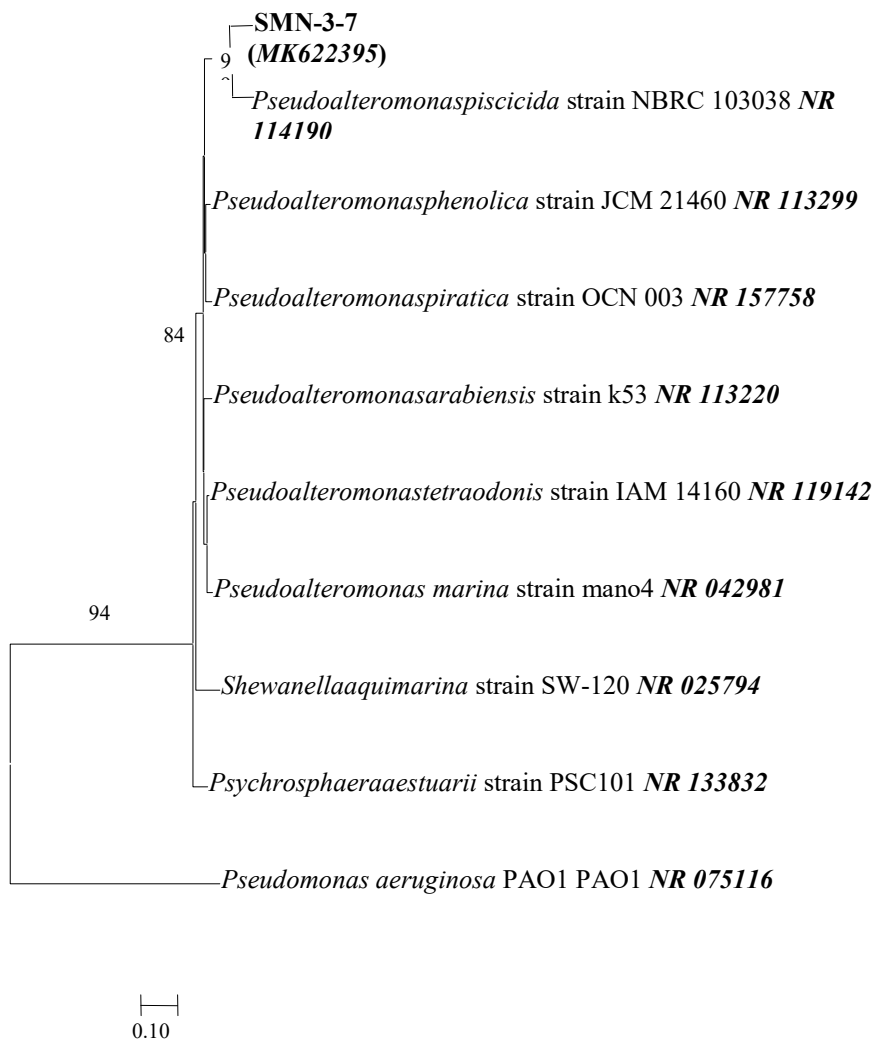 SMN-3-7
(MK622395)
9
Pseudoalteromonaspiscicida strain NBRC 103038 NR
114190
Pseudoalteromonasphenolica strain JCM 21460 NR 113299
Pseudoalteromonaspiratica strain OCN 003 NR 157758
84
Pseudoalteromonasarabiensis strain k53 NR 113220
Pseudoalteromonastetraodonis strain IAM 14160 NR 119142
Pseudoalteromonas marina strain mano4 NR 042981
94
Shewanellaaquimarina strain SW-120 NR 025794
Psychrosphaeraaestuarii strain PSC101 NR 133832
Pseudomonas aeruginosa PAO1 PAO1 NR 075116
0.10